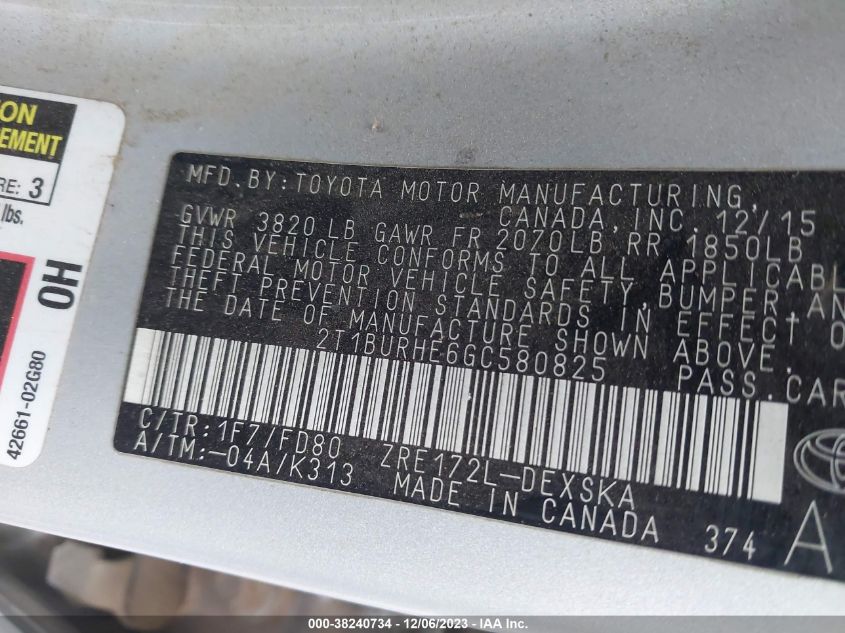 ION
EMENT
RE: 3
lbs.
OH
42661-02G80
MFD.BY:TOYOTA MOTOR MANUFACTURING,
CANADA, INC. 12/15
GVWR 3820 LB GAWR FR 2070LB RR 1850LB
THIS VEHICLE CONFORMS TO ALL APPLICABL
FEDERAL MOTOR VEHICLE SAFETY,BUMPER,AN
THEFT PREVENTION STANDARDS IN EFFECT O
THE DATE OF MANUFACTURE SHOWN ABOVE.
2T1BURHE6GC580825 PASS.CAR
C/TR:1F7/FD80 ZRE172L-DEXSKA
A/TM:-04A/K313 MADE IN CANADA 374 A
000-38240734 - 12/06/2023 - IAA Inc.